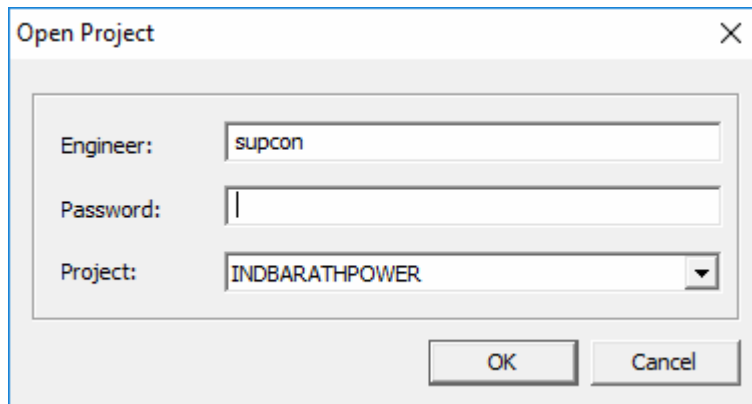 Open Project
Engineer: supcon
Password:
Project: INDBARATHPOWER
OK Cancel